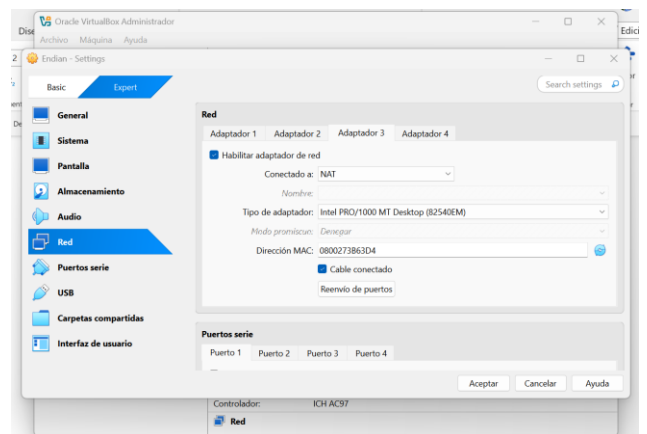 Oracle VirtualBox Administrador
Archivo Máquina Ayuda
Edici
Endian - Settings
Basic Expert
Search settings
General
Sistema
Pantalla
Almacenamiento
Audio
Red
Puertos serie
USB
Carpetas compartidas
Interfaz de usuario
Red
Adaptador 1 Adaptador 2 Adaptador 3 Adaptador 4
Habilitar adaptador de red
Conectado a: NAT
Nombre:
Tipo de adaptador: Intel PRO/1000 MT Desktop (82540EM)
Modo promiscuo: Denegar
Dirección MAC: 0800273863D4
Cable conectado
Reenvío de puertos
Puertos serie
Puerto 1 Puerto 2 Puerto 3 Puerto 4
Aceptar Cancelar Ayuda
Controlador: ICH AC97
Red